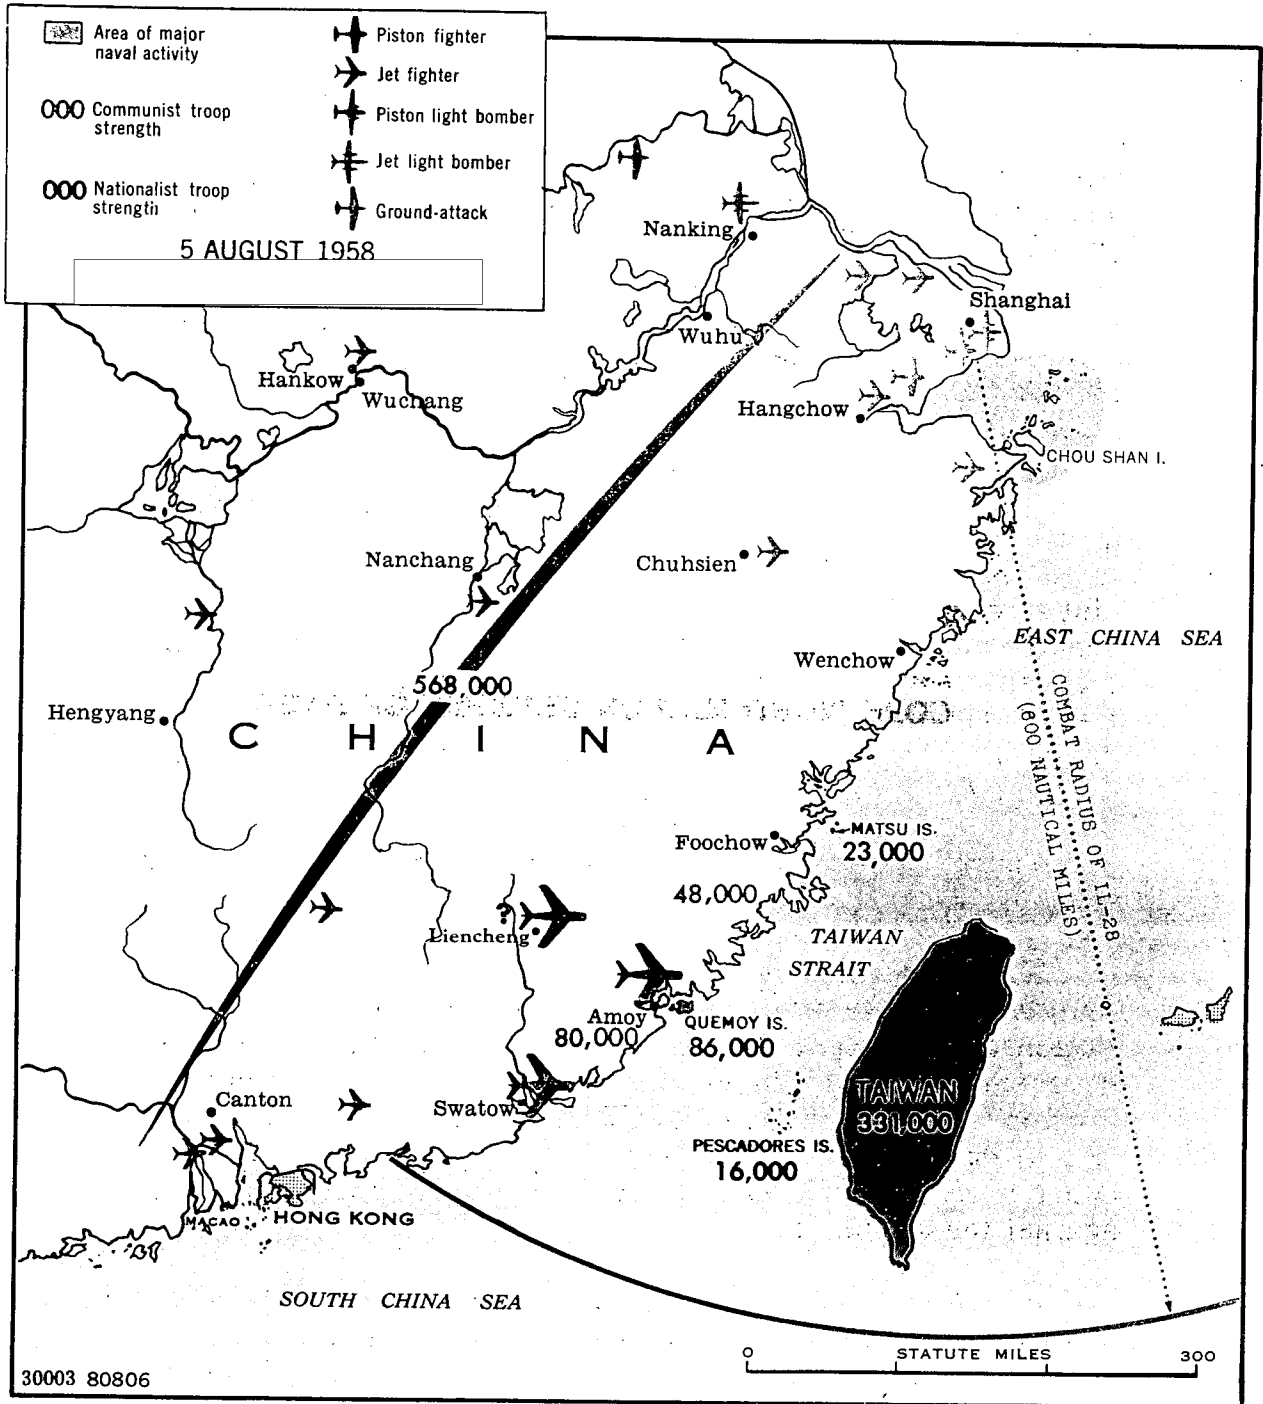 Area of major
naval activity
000 Communist troop
strength
000 Nationalist troop
strength
Piston fighter
Jet fighter
Piston light bomber
Jet light bomber
Ground-attack
5 AUGUST 1958
Nanking
Shanghai
Wuhu
Hankow
Wuchang
Hangchow
CHOU SHAN I.
Nanchang
Chuhsien
EAST CHINA SEA
Wenchow
568,000
Hengyang
CHINA
COMBAT RADIUS OF IL-28
(600 NAUTICAL MILES)
MATSU IS.
23,000
Foochow
48,000
TAIWAN
STRAIT
?
Liencheng
Amoy
80,000
QUEMOY IS.
86,000
TAIWAN
331,000
Canton
Swatow
PESCADORES IS.
16,000
MACAO
HONG KONG
SOUTH CHINA SEA
0 STATUTE MILES 300
30003 80806